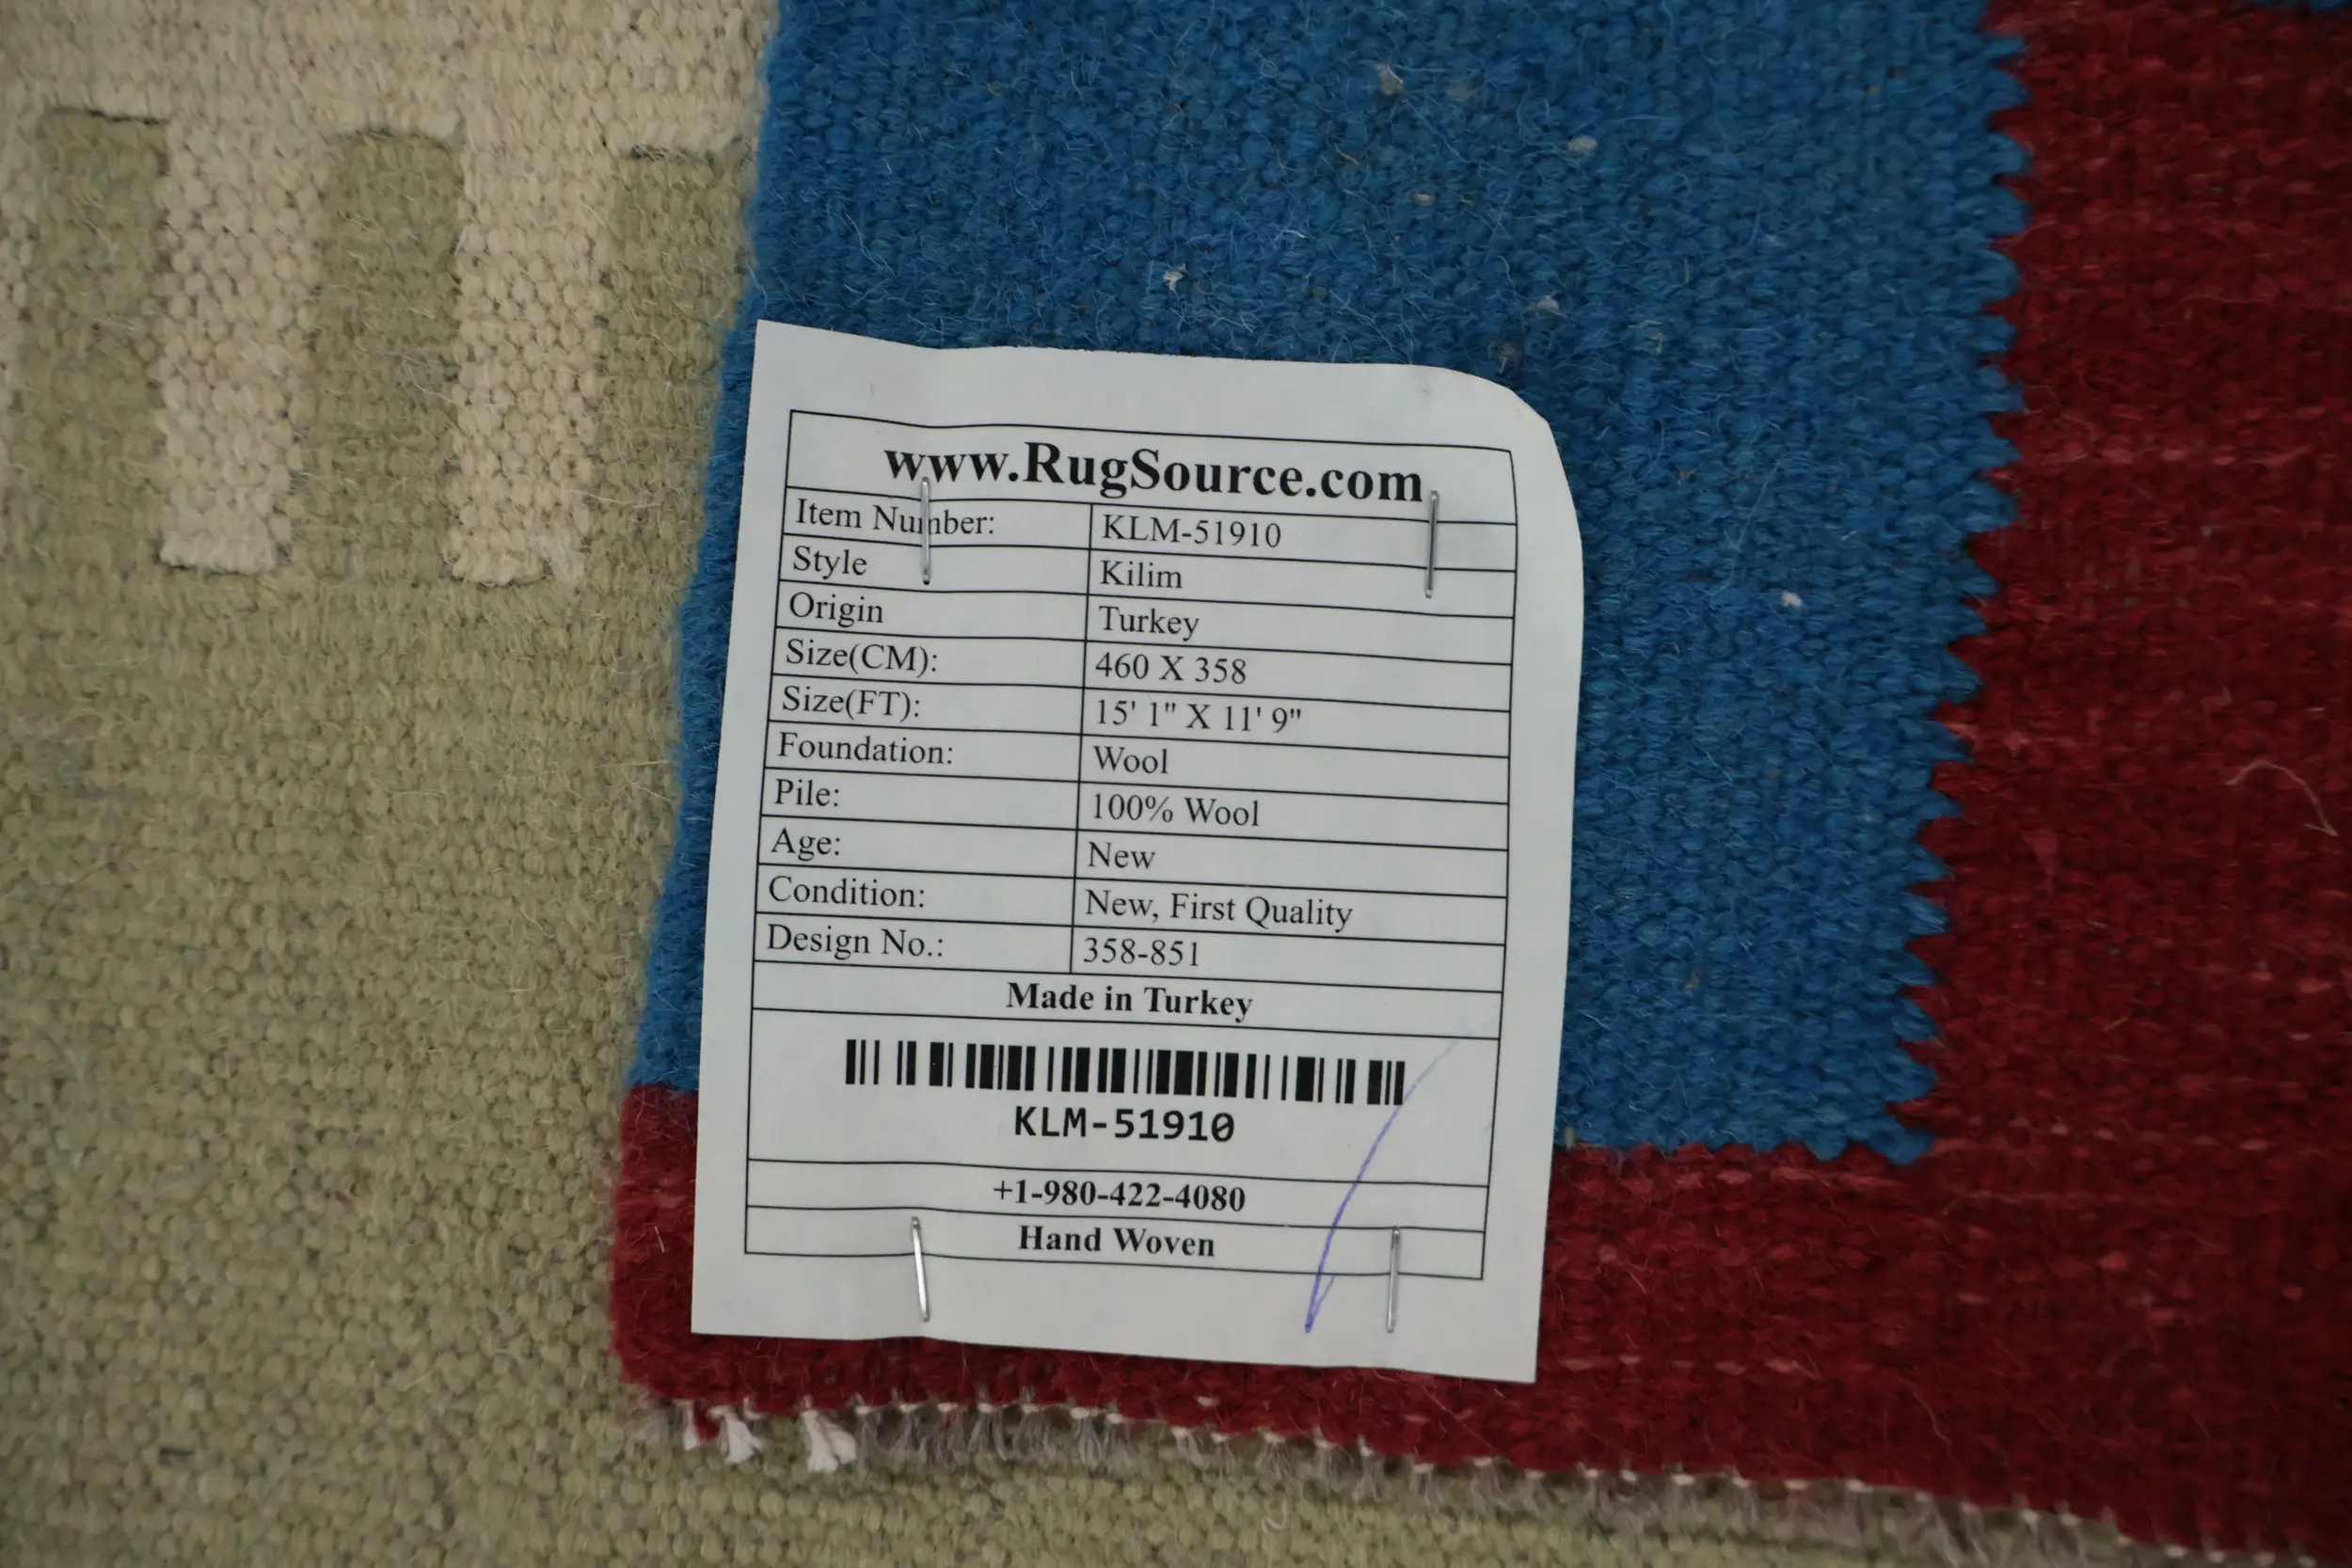 www.RugSource.com
Item Number: KLM-51910
Style Kilim
Origin Turkey
Size(CM): 460 X 358
Size(FT): 15' 1" X 11' 9"
Foundation: Wool
Pile: 100% Wool
Age: New
Condition: New, First Quality
Design No.: 358-851
Made in Turkey
KLM-51910
+1-980-422-4080
Hand Woven